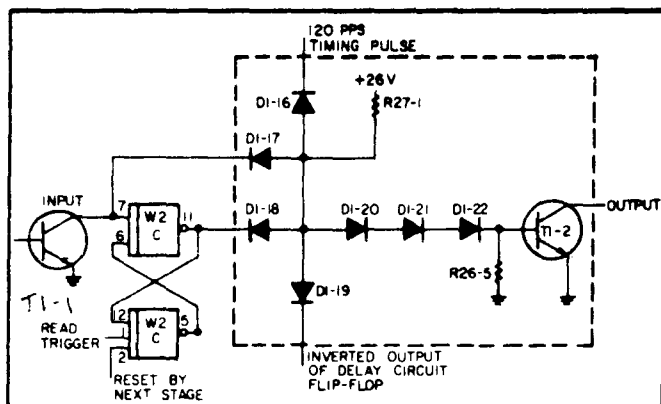 120 PPS
TIMING PULSE
+26V
D1-16
R27-1
D1-17
INPUT
7
W2
C
11
6
D1-18
D1-20
D1-21
D1-22
OUTPUT
T1-2
R26-5
T1-1
12
W2
C
5
1
2
D1-19
READ
TRIGGER
RESET BY
NEXT STAGE
INVERTED OUTPUT
OF DELAY CIRCUIT
FLIP-FLOP